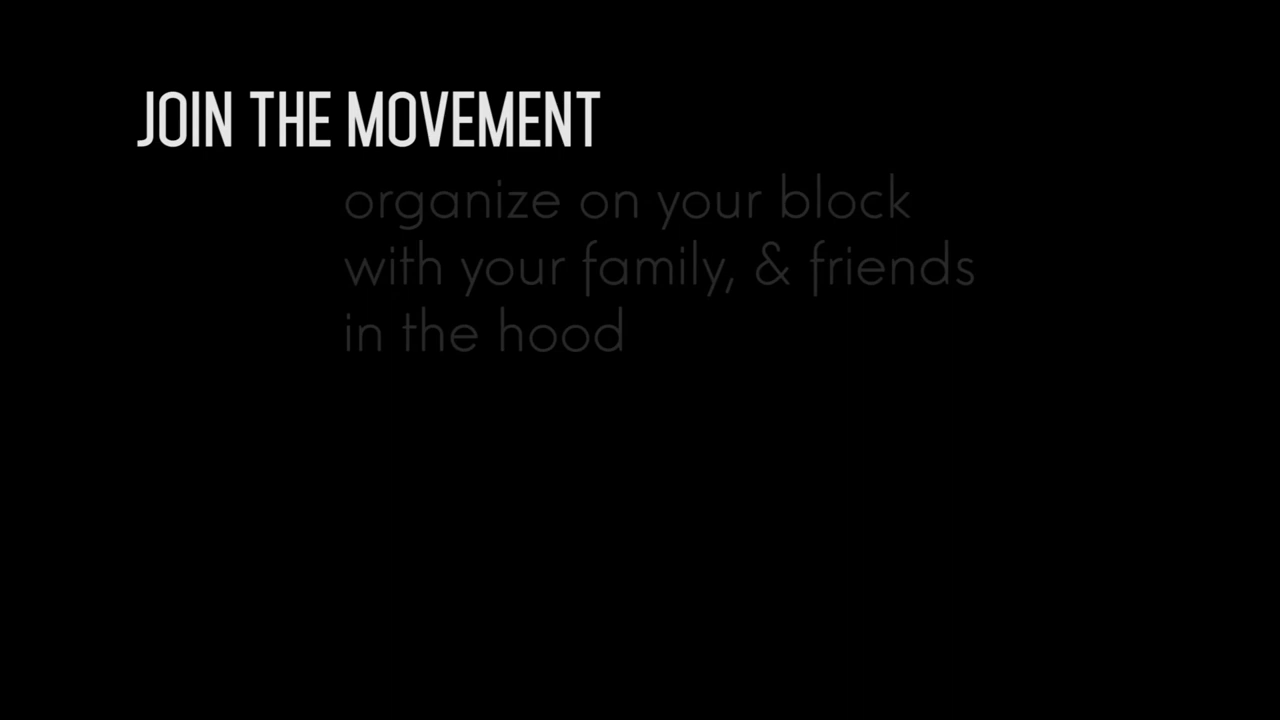 JOIN THE MOVEMENT
organize on your block
with your family, & friends
in the hood